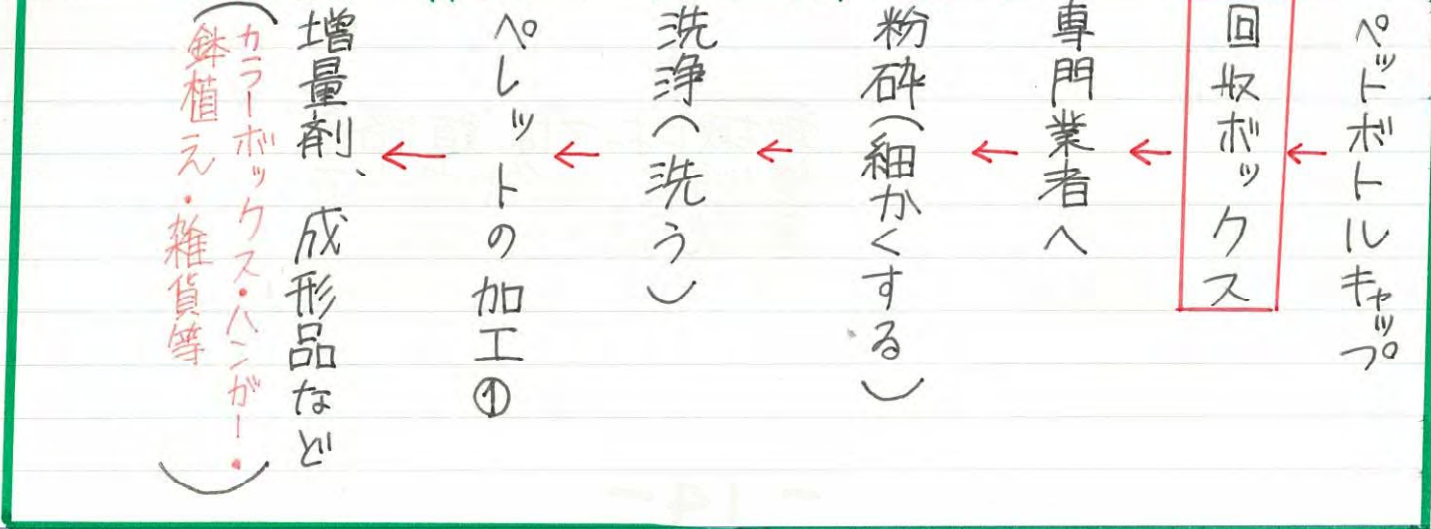 ペットボトルキャップ
←
回収ボックス
←
専門業者へ
←
粉砕（細かくする）
←
洗浄（洗う）
←
ペレットの加工①
←
増量剤、成形品など
（カラーボックス・ハンガー・
鉢植え・雑貨等）